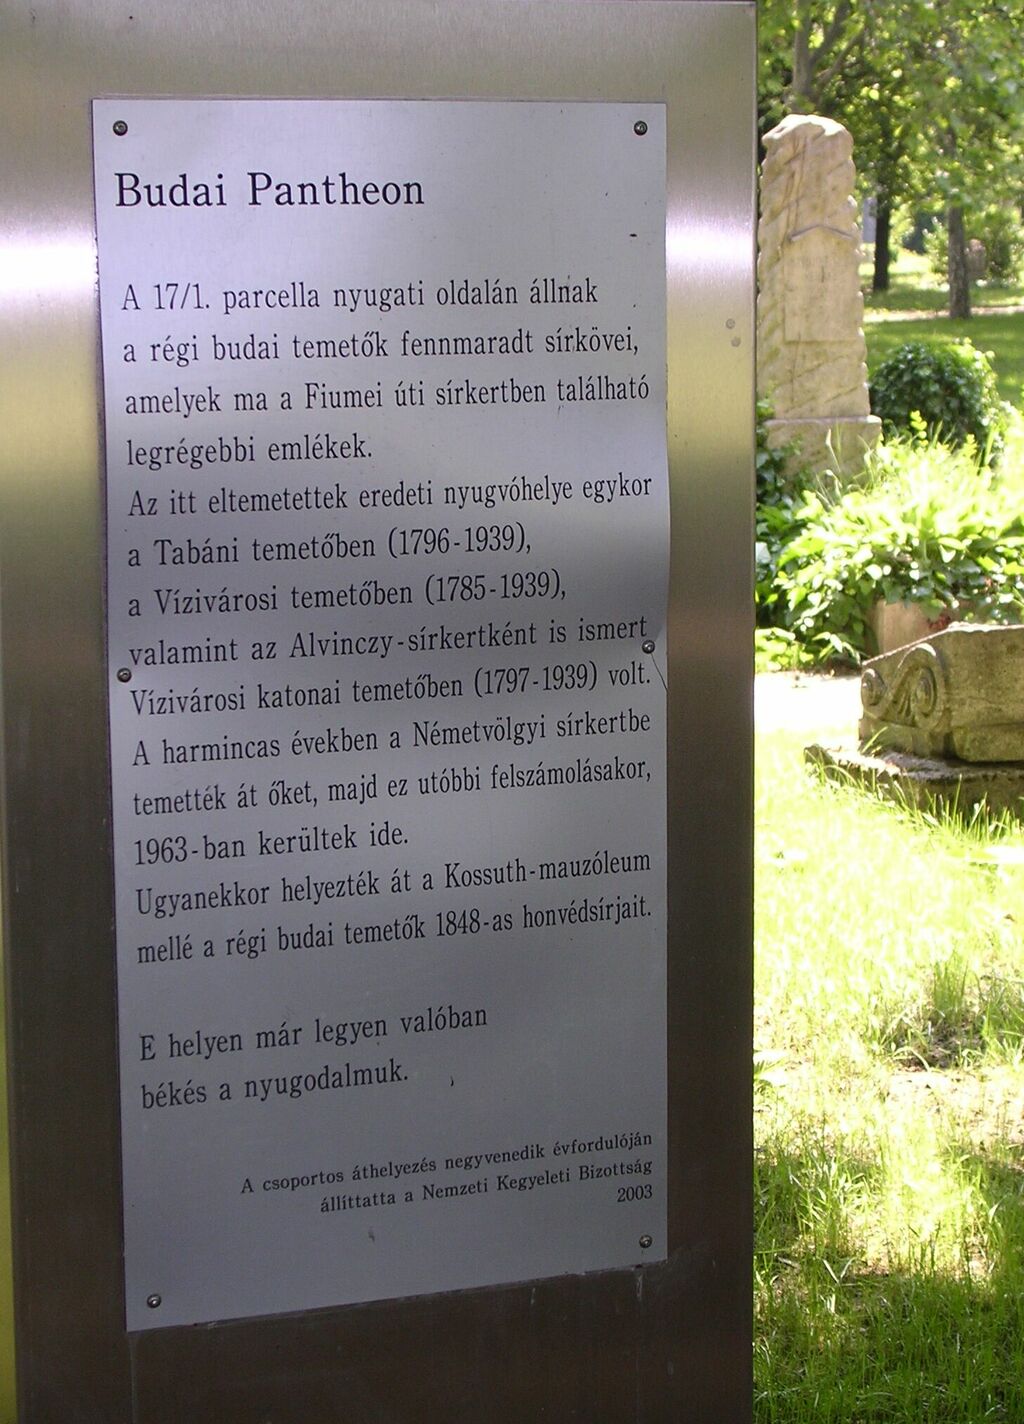 Budai Pantheon
A 17/1. parcella nyugati oldalán állnak
a régi budai temetők fennmaradt sírkövei,
amelyek ma a Fiumei úti sírkertben található
legrégebbi emlékek.
Az itt eltemetettek eredeti nyugvóhelye egykor
a Tabáni temetőben (1796-1939),
a Vízivárosi temetőben (1785-1939),
valamint az Alvinczy-sírkertként is ismert
Vízivárosi katonai temetőben (1797-1939) volt.
A harmincas években a Németvölgyi sírkertbe
temették át őket, majd ez utóbbi felszámolásakor,
1963-ban kerültek ide.
Ugyanekkor helyezték át a Kossuth-mauzóleum
mellé a régi budai temetők 1848-as honvédsírjait.
E helyen már legyen valóban
békés a nyugodalmuk.
A csoportos áthelyezés negyvenedik évfordulóján
állíttatta a Nemzeti Kegyeleti Bizottság
2003